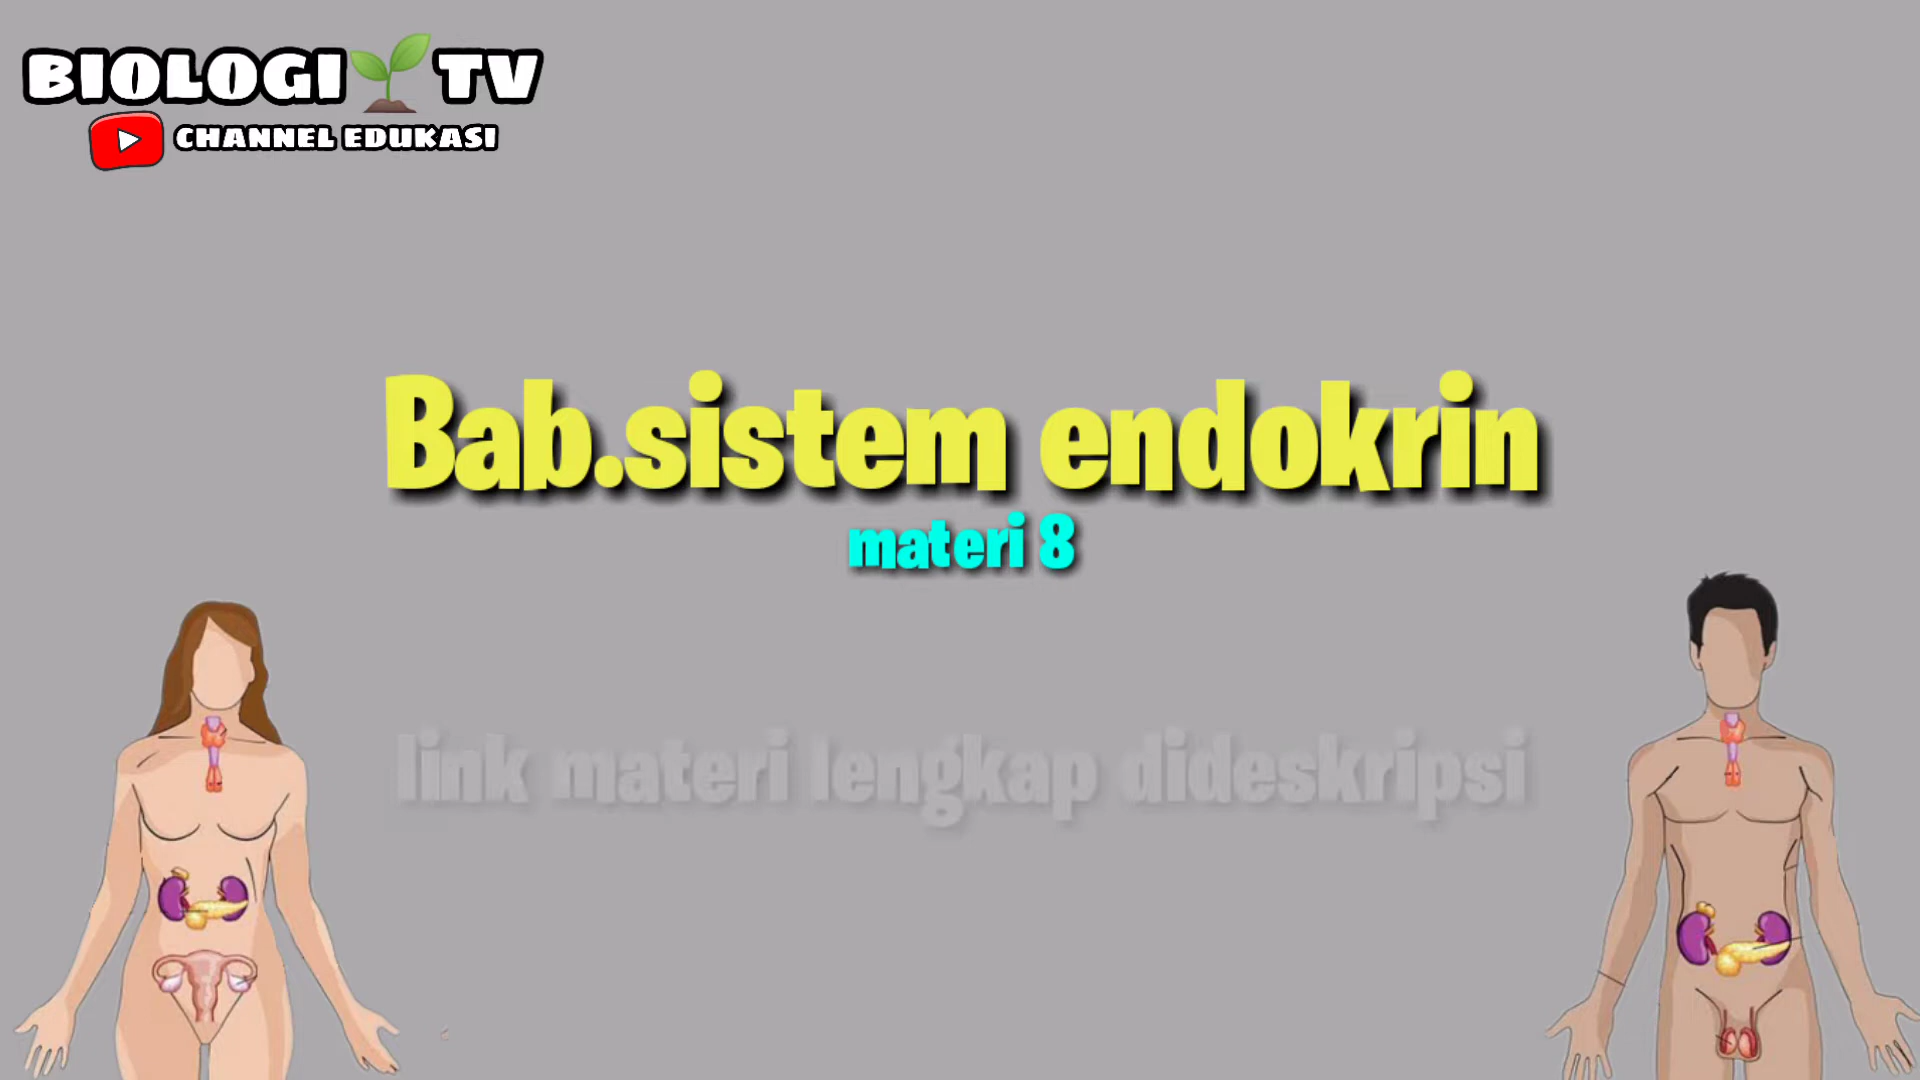 BIOLOGI TV
CHANNEL EDUKASI
Bab.sistem endokrin
materi 8
link materi lengkap dideskripsi